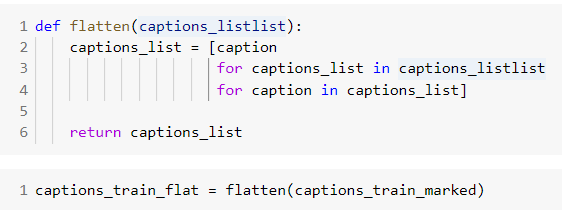 1 def flatten(captions_listlist):
2     captions_list = [caption
3                      for captions_list in captions_listlist
4                      for caption in captions_list]
5
6     return captions_list
1 captions_train_flat = flatten(captions_train_marked)